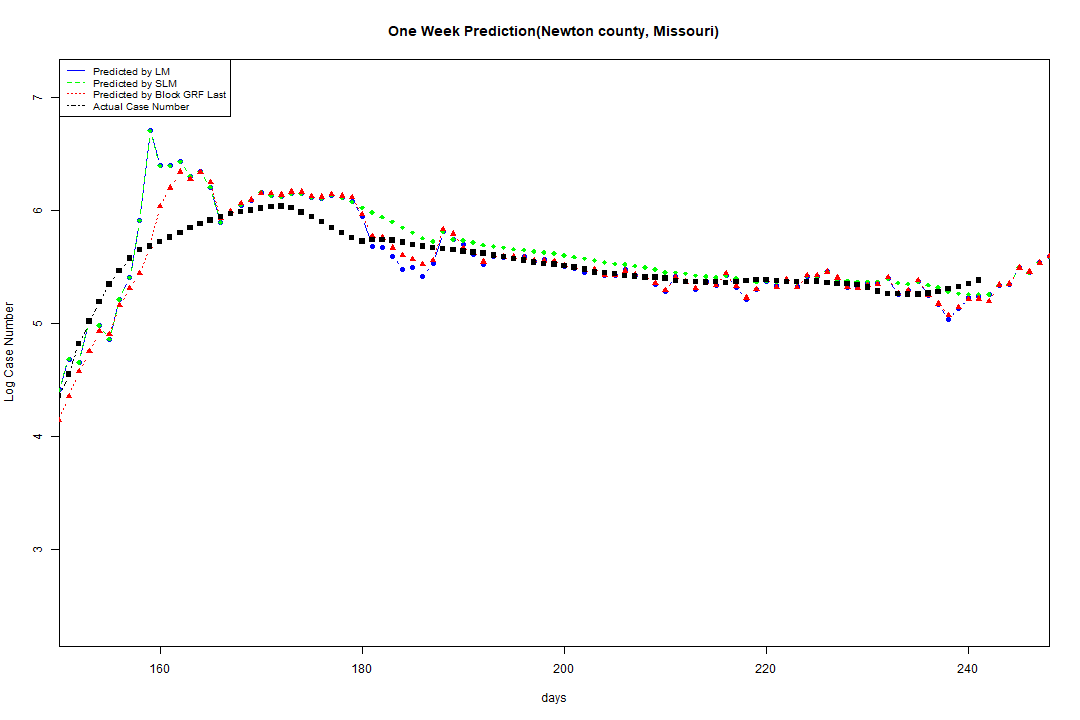 One Week Prediction(Newton county, Missouri)
Predicted by LM
Predicted by SLM
Predicted by Block GRF Last
Actual Case Number
7
6
5
4
3
Log Case Number
160 180 200 220 240
days